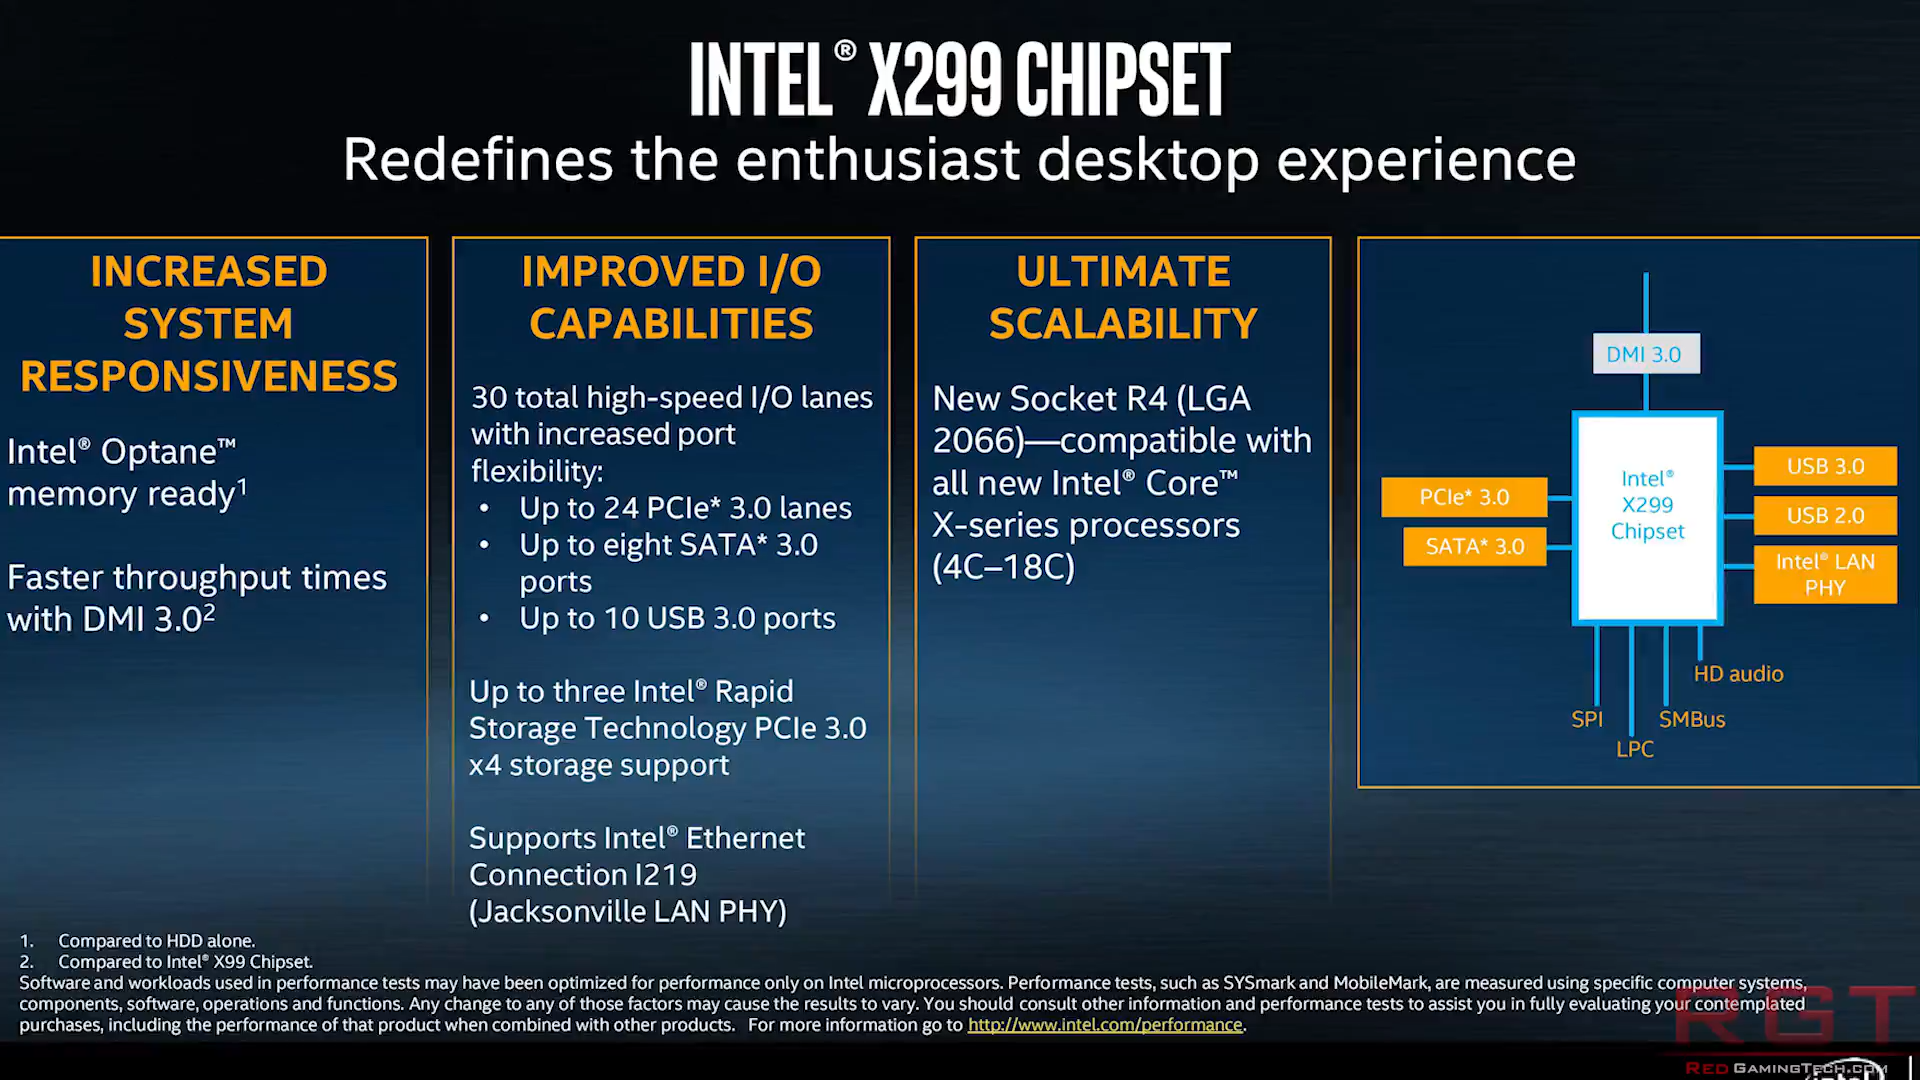 INTEL® X299 CHIPSET
Redefines the enthusiast desktop experience
INCREASED
SYSTEM
RESPONSIVENESS
Intel® Optane™
memory ready1
Faster throughput times
with DMI 3.02
IMPROVED I/O
CAPABILITIES
30 total high-speed I/O lanes
with increased port
flexibility:
• Up to 24 PCIe* 3.0 lanes
• Up to eight SATA* 3.0
ports
• Up to 10 USB 3.0 ports
Up to three Intel® Rapid
Storage Technology PCIe 3.0
x4 storage support
Supports Intel® Ethernet
Connection I219
(Jacksonville LAN PHY)
ULTIMATE
SCALABILITY
New Socket R4 (LGA
2066)—compatible with
all new Intel® Core™
X-series processors
(4C–18C)
DMI 3.0
Intel®
X299
Chipset
PCIe* 3.0
SATA* 3.0
USB 3.0
USB 2.0
Intel® LAN
PHY
HD audio
SPI
SMBus
LPC
1. Compared to HDD alone.
2. Compared to Intel® X99 Chipset.
Software and workloads used in performance tests may have been optimized for performance only on Intel microprocessors. Performance tests, such as SYSmark and MobileMark, are measured using specific computer systems,
components, software, operations and functions. Any change to any of those factors may cause the results to vary. You should consult other information and performance tests to assist you in fully evaluating your contemplated
purchases, including the performance of that product when combined with other products. For more information go to http://www.intel.com/performance.
RGT
REDGAMINGTECH.COM
intel